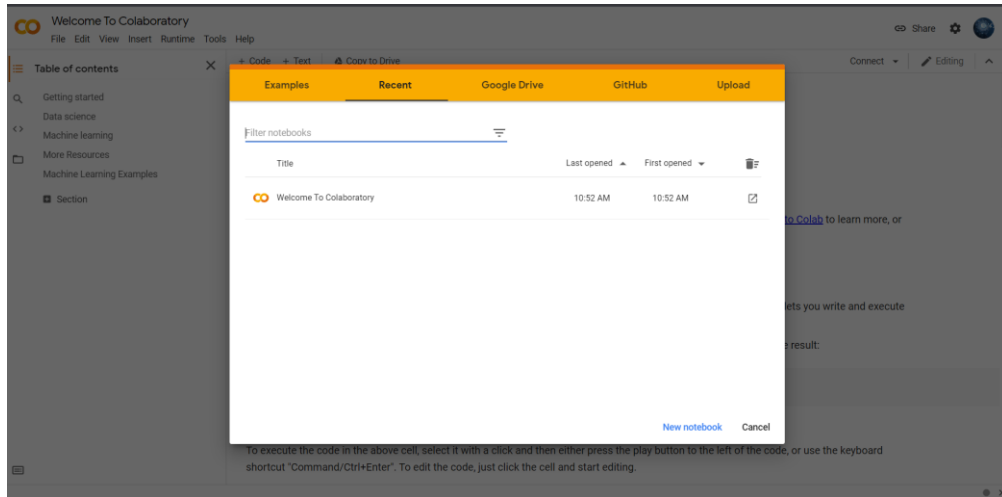 Welcome To Colaboratory
File Edit View Insert Runtime Tools Help
Share
+ Code + Text Copy to Drive
Connect
Editing
Table of contents
Getting started
Data science
Machine learning
More Resources
Machine Learning Examples
Section
Examples Recent Google Drive GitHub Upload
Filter notebooks
Title Last opened First opened
Welcome To Colaboratory 10:52 AM 10:52 AM
to Colab to learn more, or
lets you write and execute
result:
New notebook Cancel
To execute the code in the above cell, select it with a click and then either press the play button to the left of the code, or use the keyboard
shortcut "Command/Ctrl+Enter". To edit the code, just click the cell and start editing.